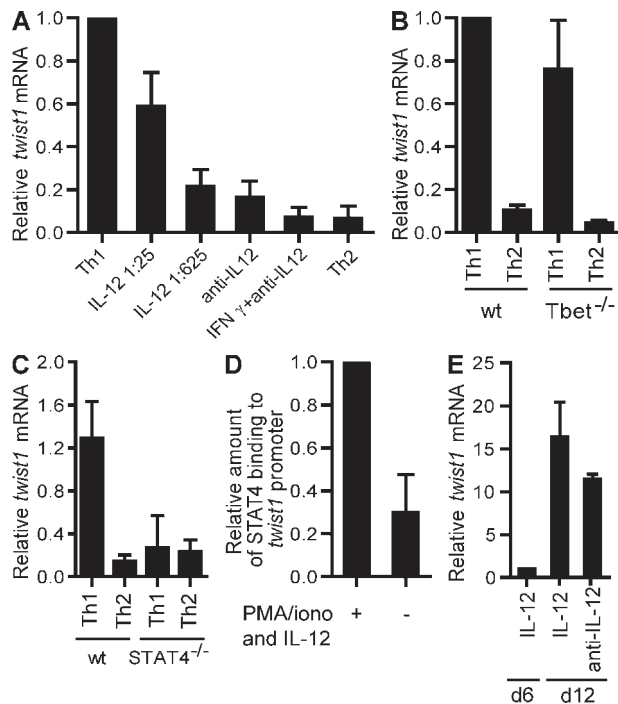 A
Relative twist1 mRNA
1.0
0.8
0.6
0.4
0.2
0.0
Th1
IL-12 1:25
IL-12 1:625
anti-IL12
IFN γ+anti-IL12
Th2
B
Relative twist1 mRNA
1.0
0.8
0.6
0.4
0.2
0.0
Th1
Th2
Th1
Th2
wt
Tbet-/-
C
Relative twist1 mRNA
2.0
1.6
1.2
0.8
0.4
0.0
Th1
Th2
Th1
Th2
wt
STAT4-/-
D
Relative amount
of STAT4 binding to
twist1 promoter
1.0
0.8
0.6
0.4
0.2
0.0
PMA/iono + -
and IL-12
E
Relative twist1 mRNA
25
20
15
10
5
0
IL-12
IL-12
anti-IL-12
d6
d12